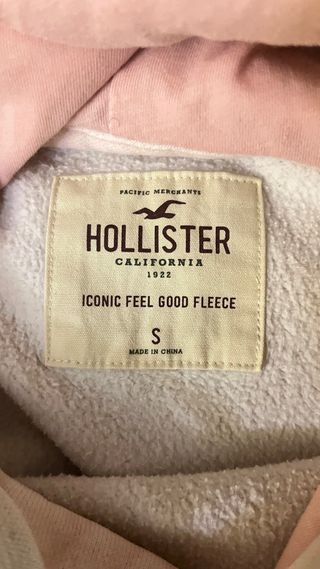 PACIFIC MERCHANTS
HOLLISTER
CALIFORNIA
1922
ICONIC FEEL GOOD FLEECE
S
MADE IN CHINA